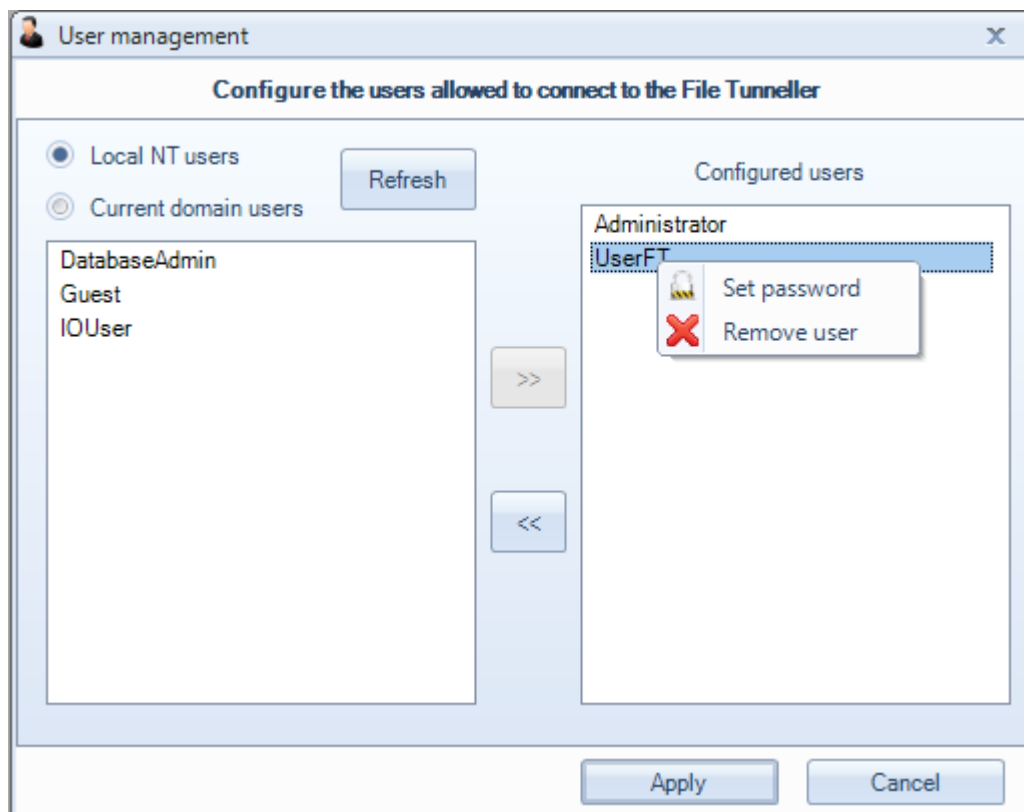 User management
Configure the users allowed to connect to the File Tunneller
Local NT users
Refresh
Current domain users
DatabaseAdmin
Guest
IOUser
>>
<<
Configured users
Administrator
UserFT
Set password
Remove user
Apply
Cancel